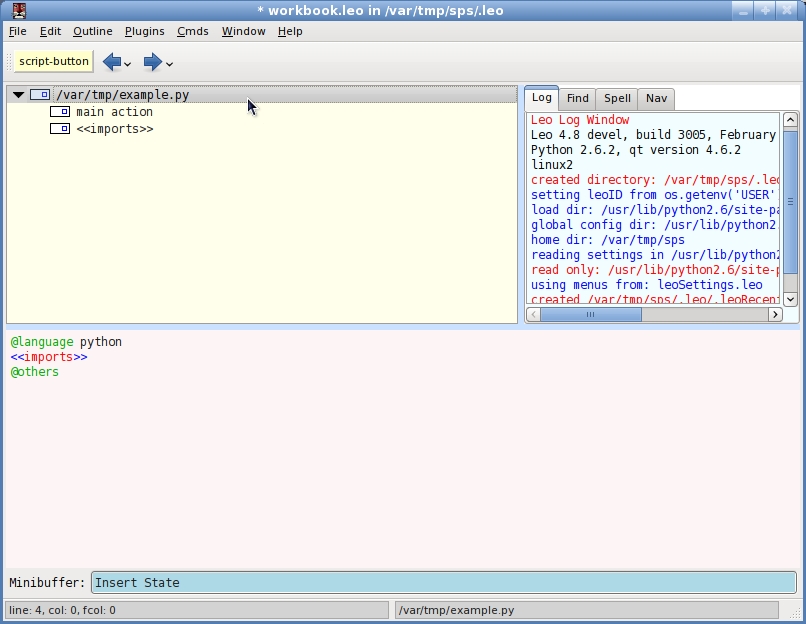 * workbook.leo in /var/tmp/sps/.leo
File Edit Outline Plugins Cmds Window Help
script-button
/var/tmp/example.py
main action
<<imports>>
Log Find Spell Nav
Leo Log Window
Leo 4.8 devel, build 3005, February
Python 2.6.2, qt version 4.6.2
linux2
created directory: /var/tmp/sps/.leo
setting leoID from os.getenv('USER'
load dir: /usr/lib/python2.6/site-pa
global config dir: /usr/lib/python2.
home dir: /var/tmp/sps
reading settings in /usr/lib/python2
read only: /usr/lib/python2.6/site-p
using menus from: leoSettings.leo
created /var/tmp/sps/.leo/.leoRecen
@language python
<<imports>>
@others
Minibuffer: Insert State
line: 4, col: 0, fcol: 0
/var/tmp/example.py